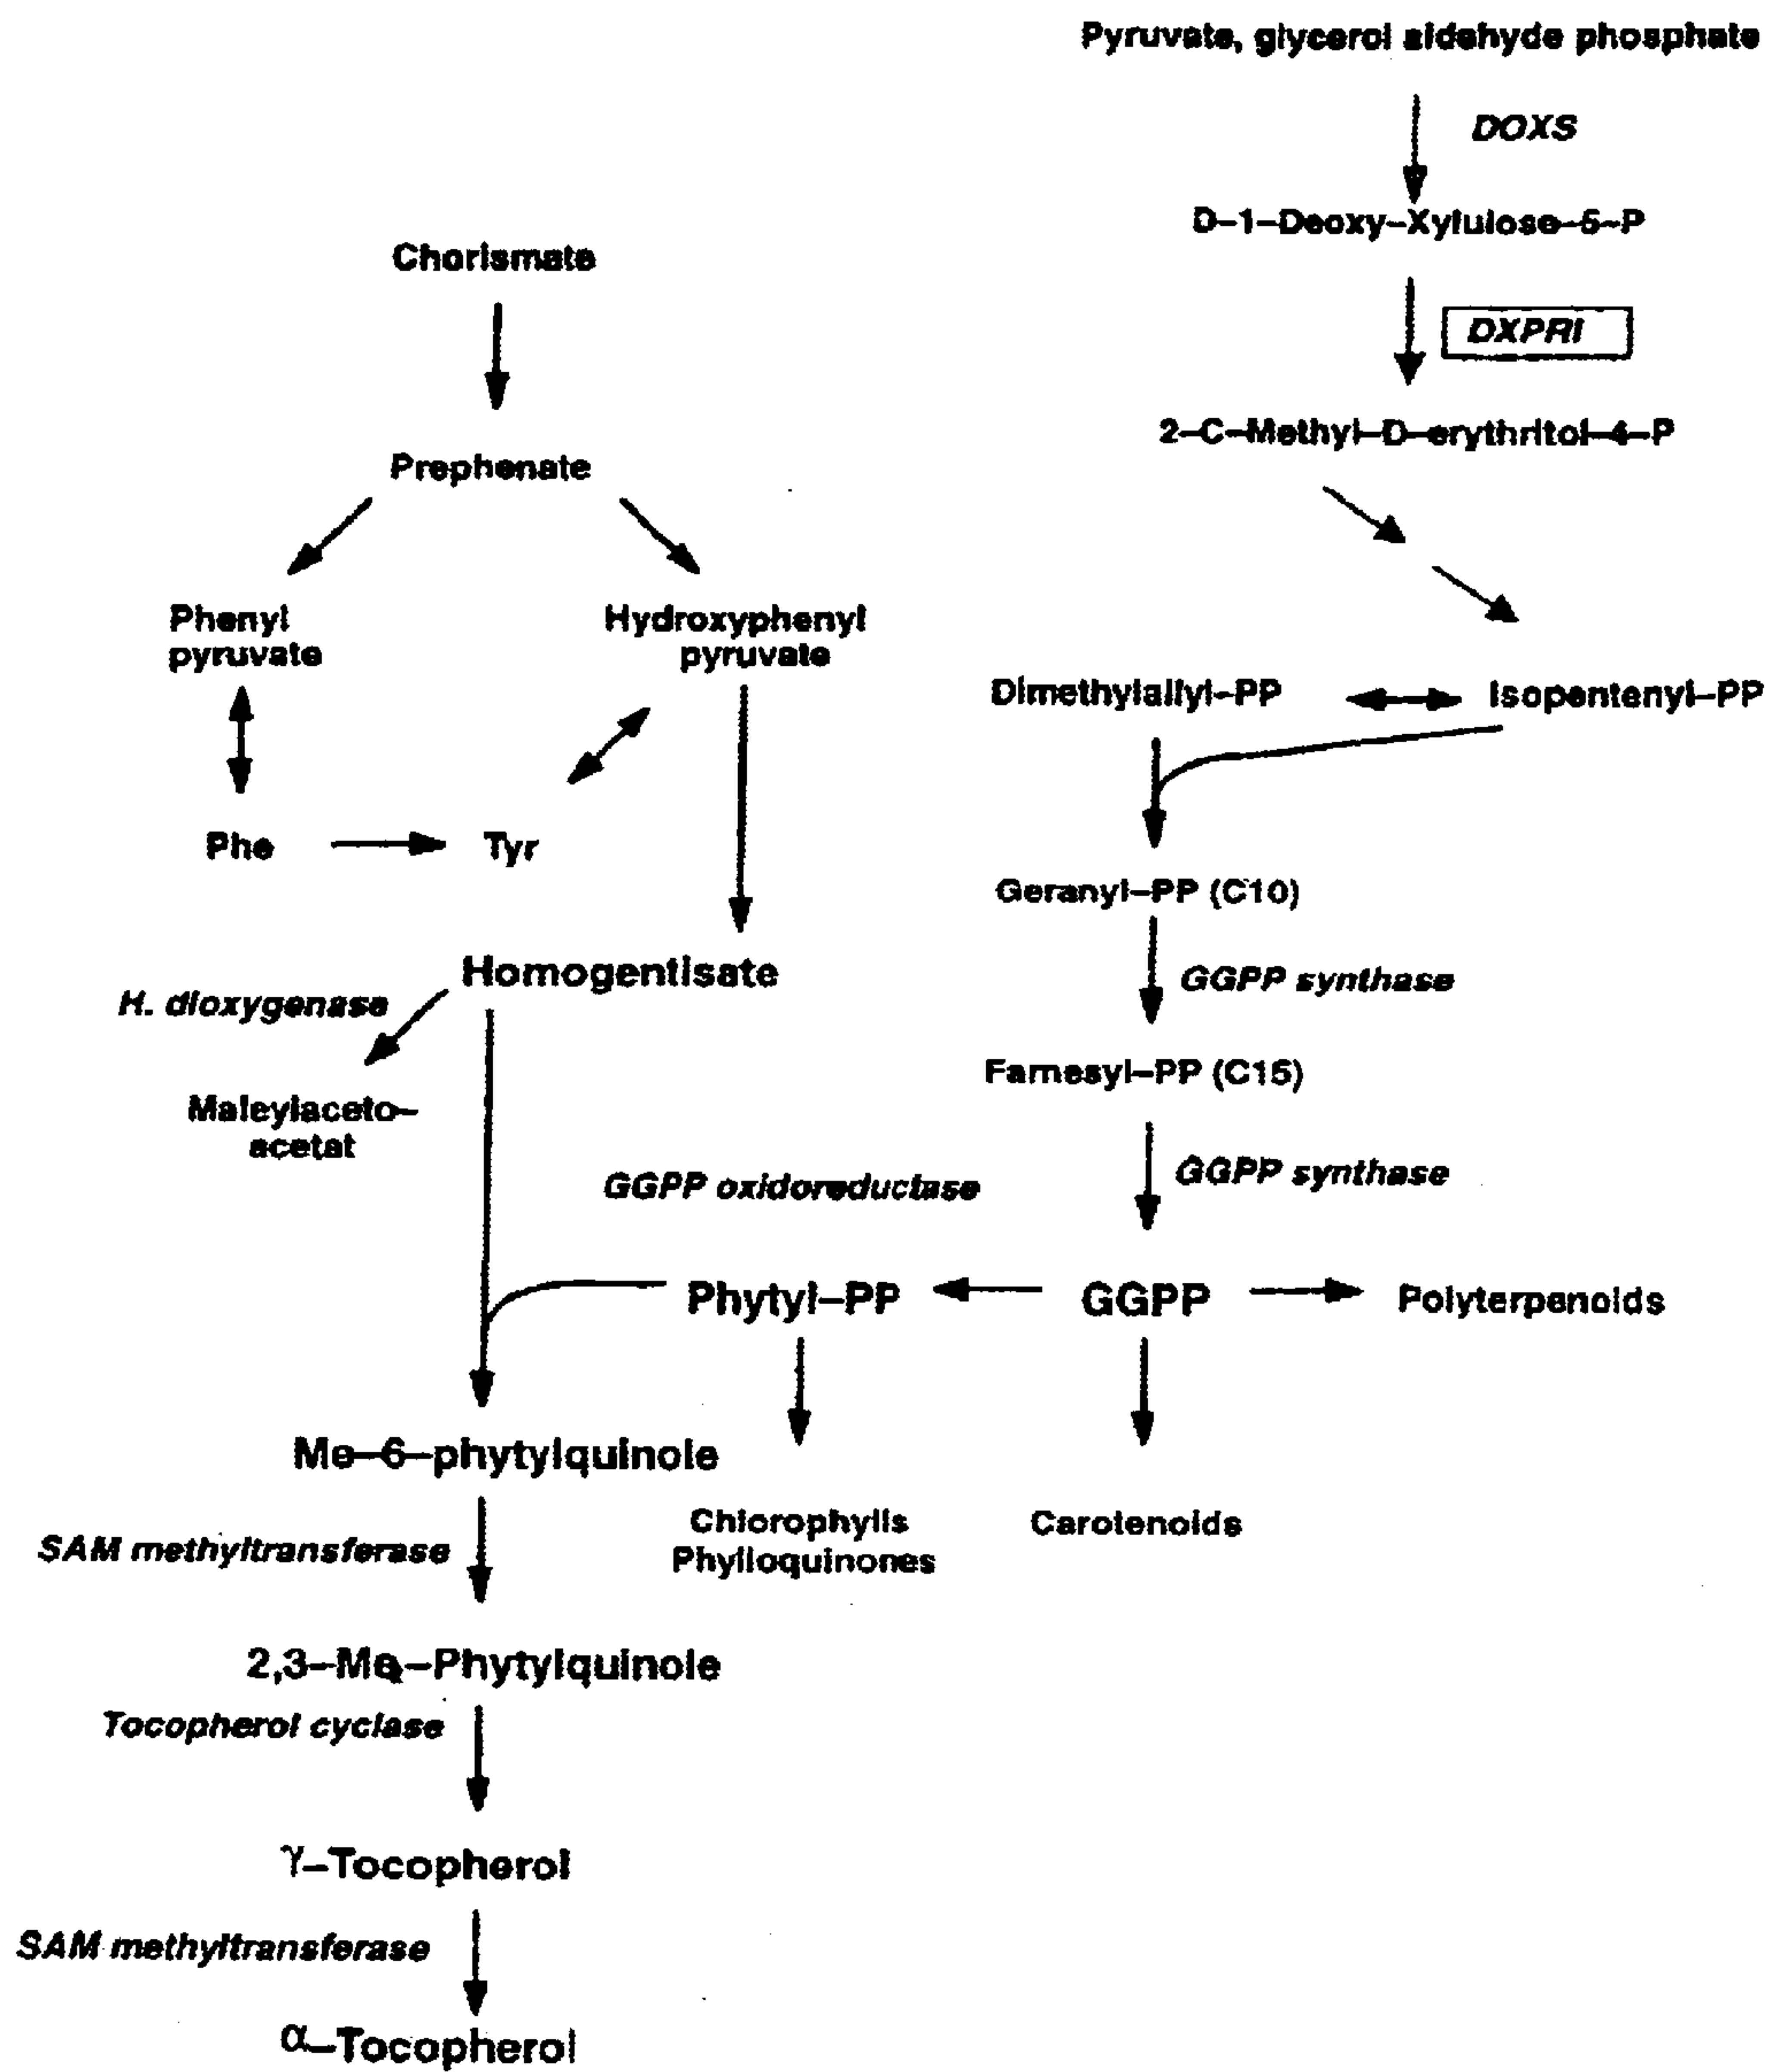 Pyruvate, glycerol aldehyde phosphate
DOXS
D-1-Deoxy-Xylulose-5-P
Chorismate
DXPRI
2-C-Methyl-D-erythritol-4-P
Prephenate
Phenyl
pyruvate
Hydroxyphenyl
pyruvate
Dimethylallyl-PP
Isopentenyl-PP
Phe
Tyr
Geranyl-PP (C10)
Homogentisate
GGPP synthase
H. dioxygenase
Farnesyl-PP (C15)
Maleylaceto-
acetat
GGPP oxidoreductase
GGPP synthase
Phytyl-PP
GGPP
Polyterpenoids
Me-6-phytylquinole
Chlorophylls
Phylloquinones
Carotenoids
SAM methyltransferase
2,3-Me₂-Phytylquinole
Tocopherol cyclase
γ-Tocopherol
SAM methyltransferase
α-Tocopherol